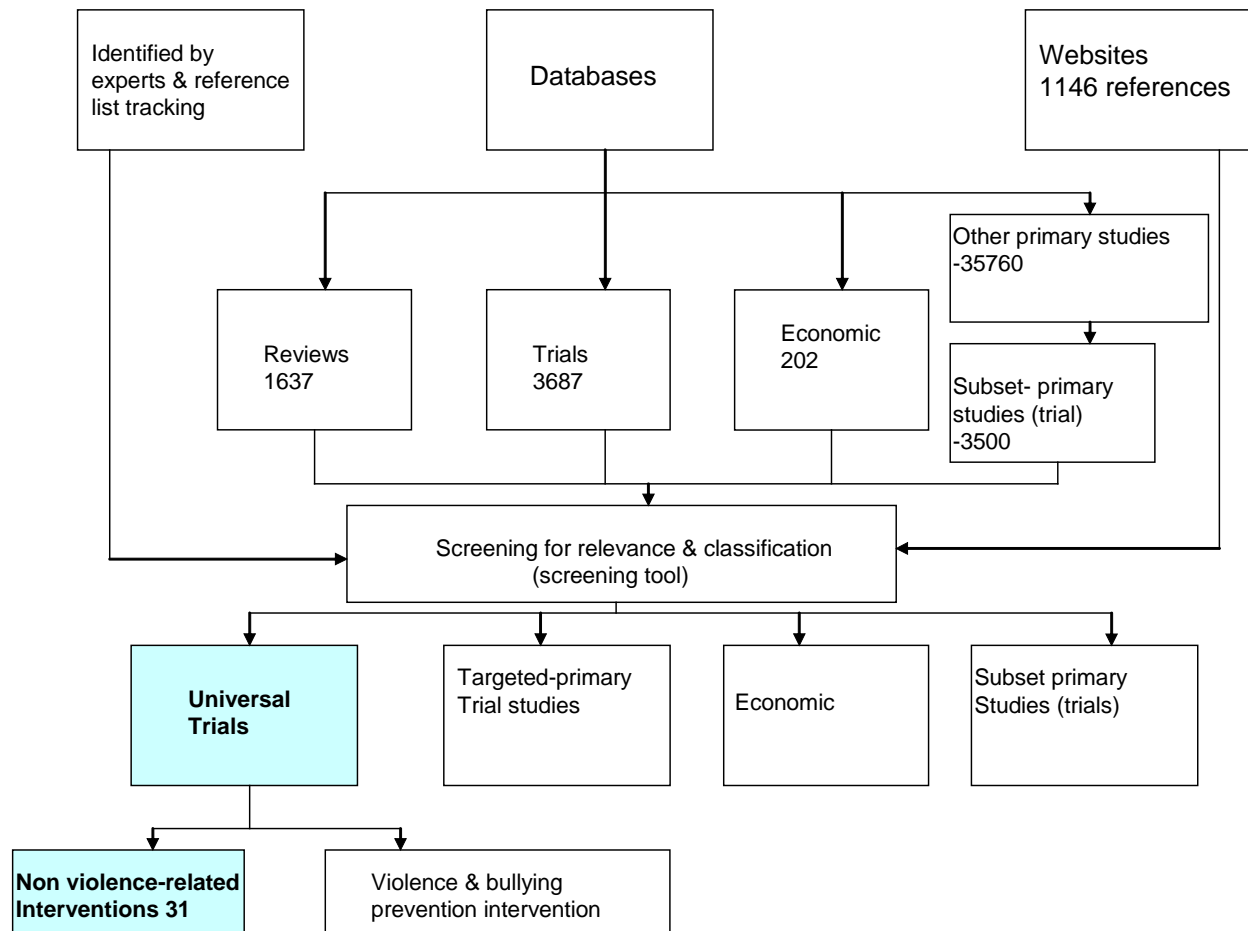 Identified by
experts & reference
list tracking
Databases
Websites
1146 references
Other primary studies
-35760
Reviews
1637
Trials
3687
Economic
202
Subset- primary
studies (trial)
-3500
Screening for relevance & classification
(screening tool)
Universal
Trials
Targeted-primary
Trial studies
Economic
Subset primary
Studies (trials)
Non violence-related
Interventions 31
Violence & bullying
prevention intervention